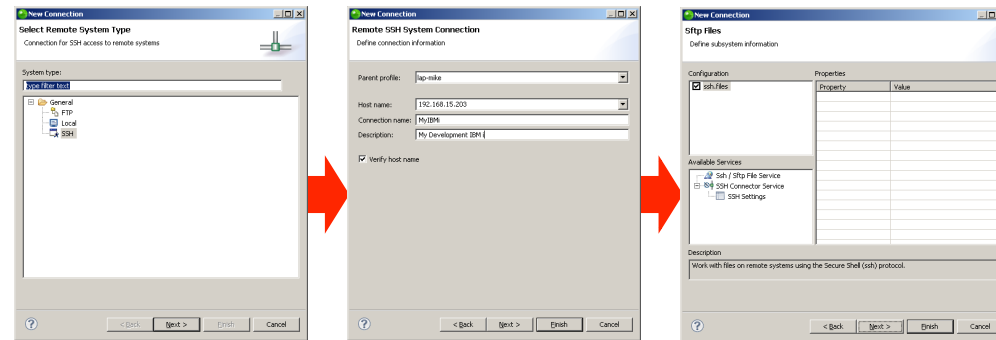 New Connection
Select Remote System Type
Connection for SSH access to remote systems
System type:
type filter text
General
FTP
Local
SSH
?
< Back Next > Finish Cancel
New Connection
Remote SSH System Connection
Define connection information
Parent profile: lap-mike
Host name: 192.168.15.203
Connection name: MyIBMi
Description: My Development IBM i
Verify host name
?
< Back Next > Finish Cancel
New Connection
Sftp Files
Define subsystem information
Configuration
ssh.files
Properties
Property Value
Available Services
Ssh / Sftp File Service
SSH Connector Service
SSH Settings
Description
Work with files on remote systems using the Secure Shell (ssh) protocol.
?
< Back Next > Finish Cancel